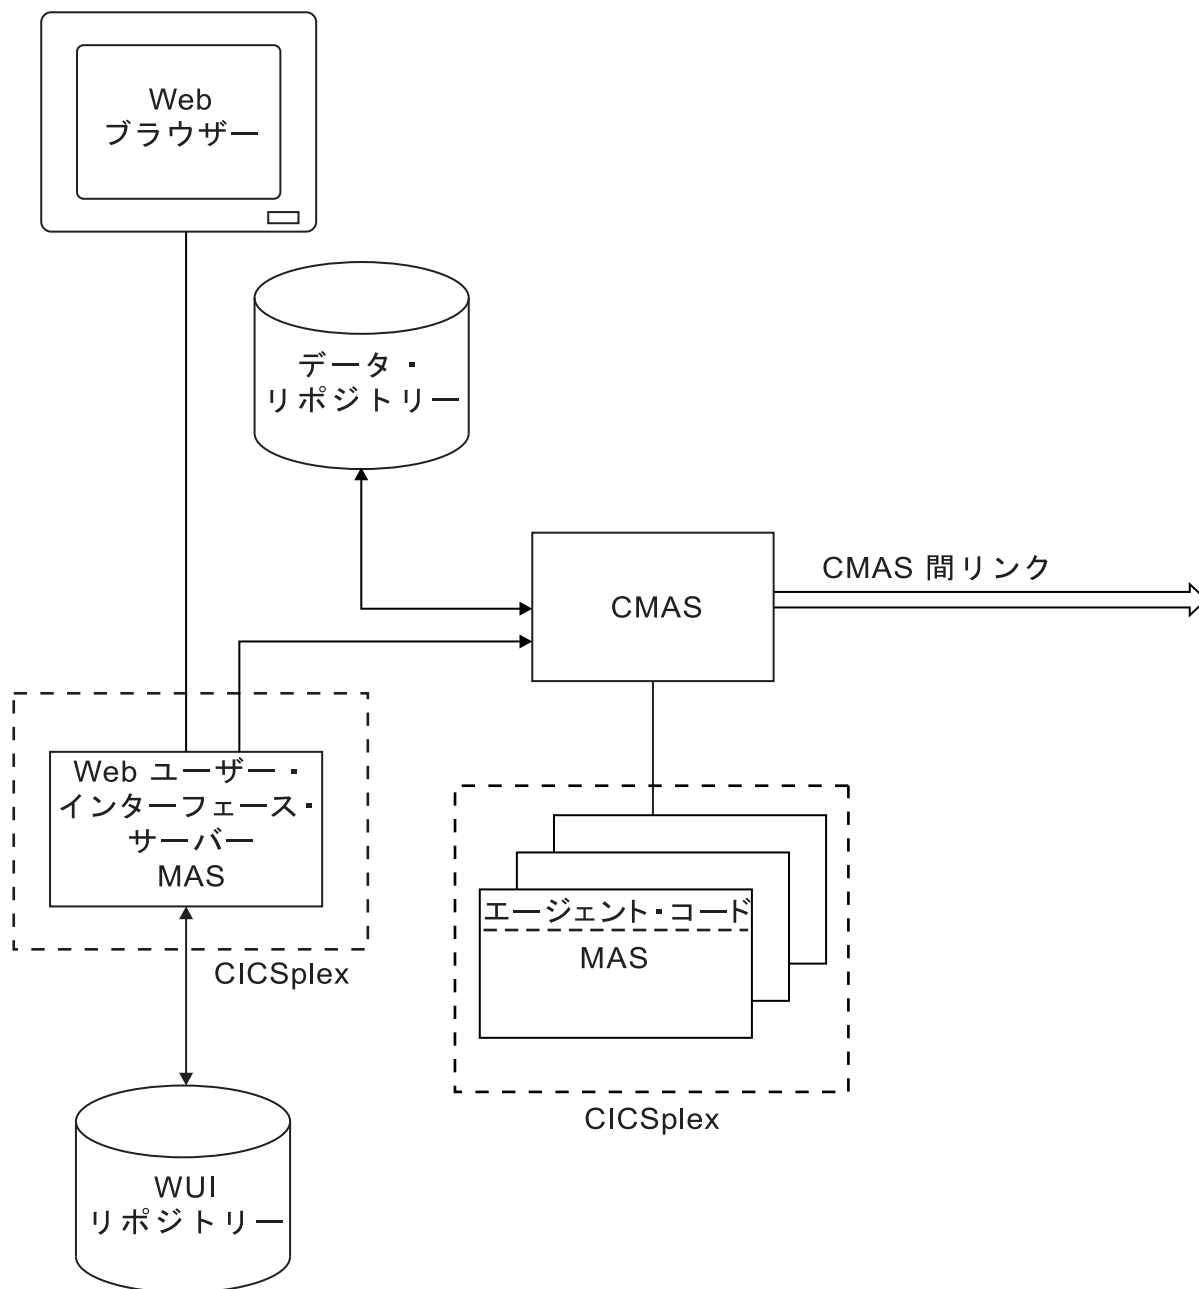 Web
ブラウザー
データ・
リポジトリー
CMAS 間リンク
CMAS
Web ユーザー・
インターフェース・
サーバー
MAS
エージェント・コード
MAS
CICSplex
CICSplex
WUI
リポジトリー